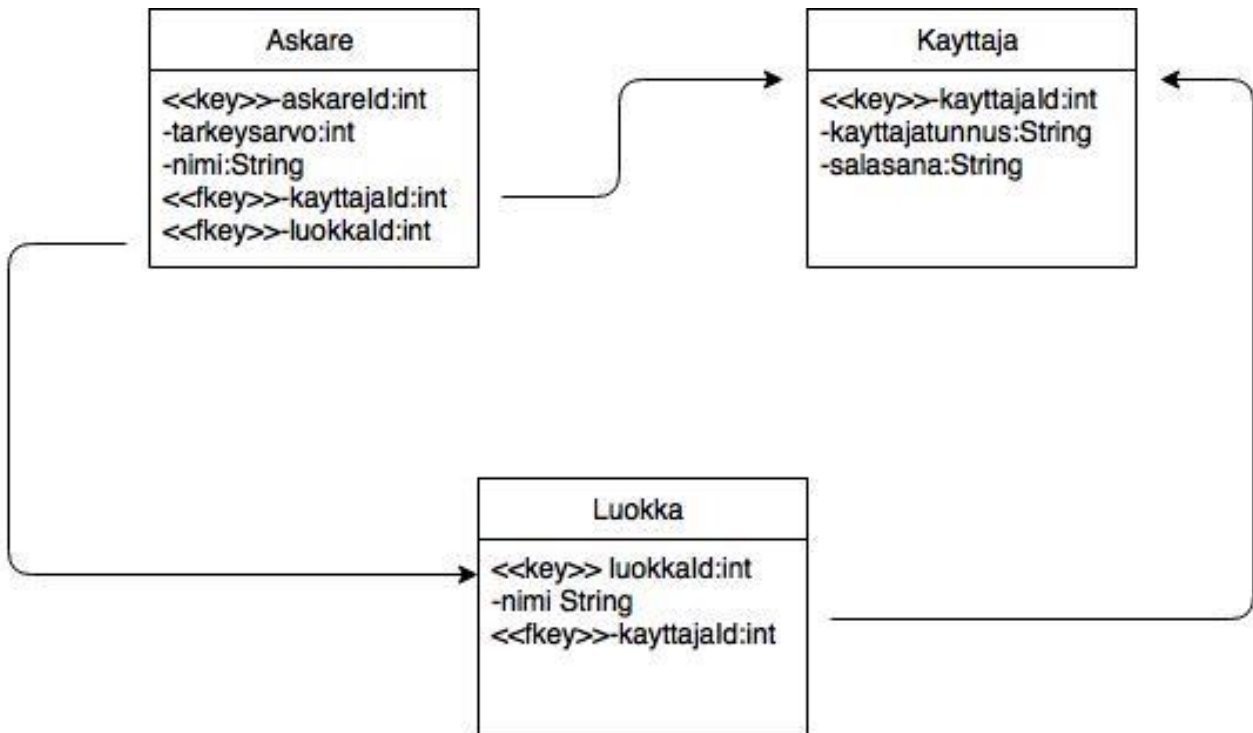 Askare
<<key>>-askareId:int
-tarkeysarvo:int
-nimi:String
<<fkey>>-kayttajaId:int
<<fkey>>-luokkaId:int
Kayttaja
<<key>>-kayttajaId:int
-kayttajatunnus:String
-salasana:String
Luokka
<<key>> luokkaId:int
-nimi String
<<fkey>>-kayttajaId:int